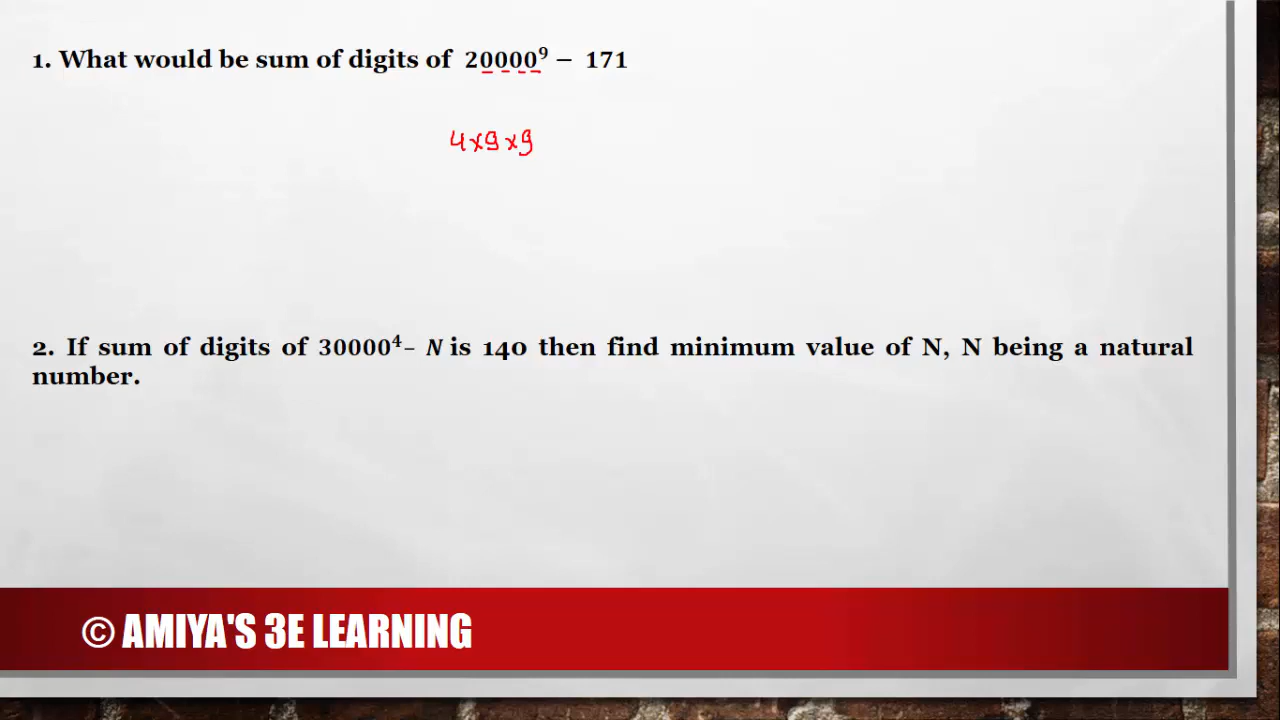 1. What would be sum of digits of 20000⁹ – 171
4×9×9
2. If sum of digits of 30000⁴– N is 140 then find minimum value of N, N being a natural
number.
© AMIYA'S 3E LEARNING